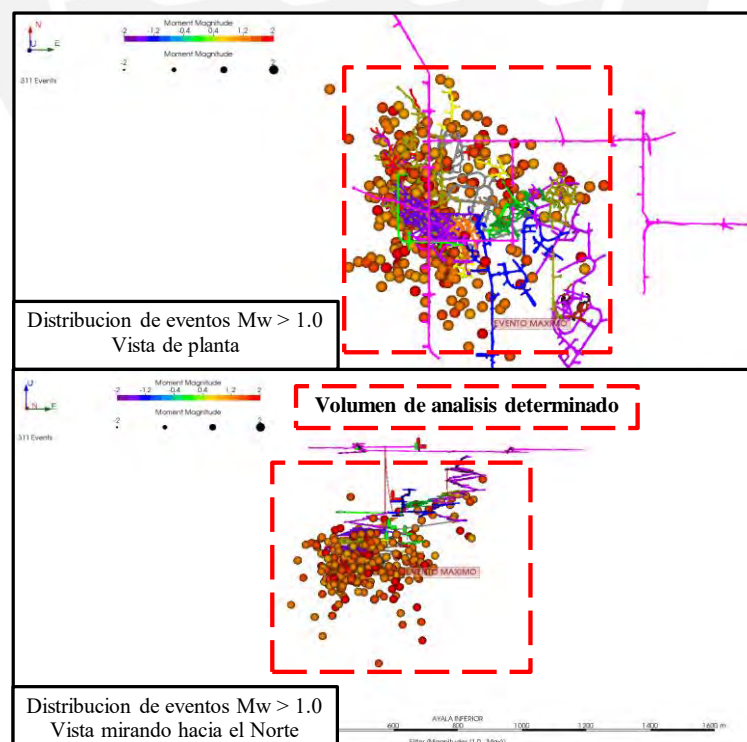 N
U
E
Moment Magnitude
-2 -1.2 -0.4 0.4 1.2 2
Moment Magnitude
-2 2
311 Events
EVENTO MAXIMO
Distribucion de eventos Mw > 1.0
Vista de planta
U
N
E
Moment Magnitude
-2 -1.2 -0.4 0.4 1.2 2
Moment Magnitude
-2 2
311 Events
Volumen de analisis determinado
EVENTO MAXIMO
Distribucion de eventos Mw > 1.0
Vista mirando hacia el Norte
AYALA INFERIOR
600 800 1000 1200 1400 1600 m